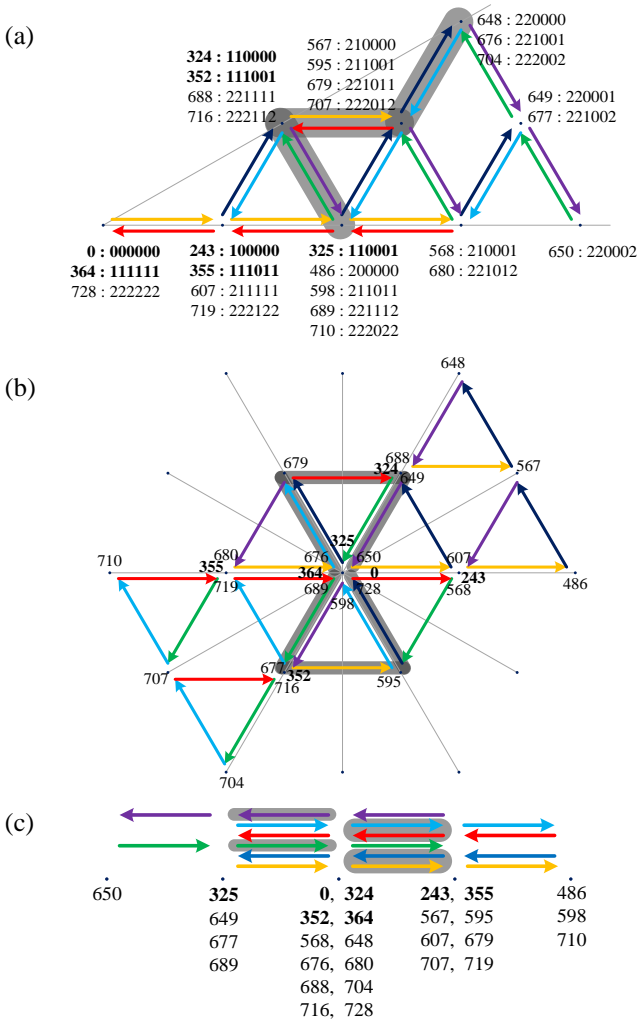 (a)
324 : 110000
352 : 111001
688 : 221111
716 : 222112
567 : 210000
595 : 211001
679 : 221011
707 : 222012
648 : 220000
676 : 221001
704 : 222002
649 : 220001
677 : 221002
0 : 000000
364 : 111111
728 : 222222
243 : 100000
355 : 111011
607 : 211111
719 : 222122
325 : 110001
486 : 200000
598 : 211011
689 : 221112
710 : 222022
568 : 210001
680 : 221012
650 : 220002
(b)
648
679
688
324
649
567
325
710
355
680
676
650
607
719
364
689
0
728
243
568
486
598
707
677
352
716
595
704
(c)
650
325
649
677
689
0, 324
352, 364
568, 648
676, 680
688, 704
716, 728
243, 355
567, 595
607, 679
707, 719
486
598
710